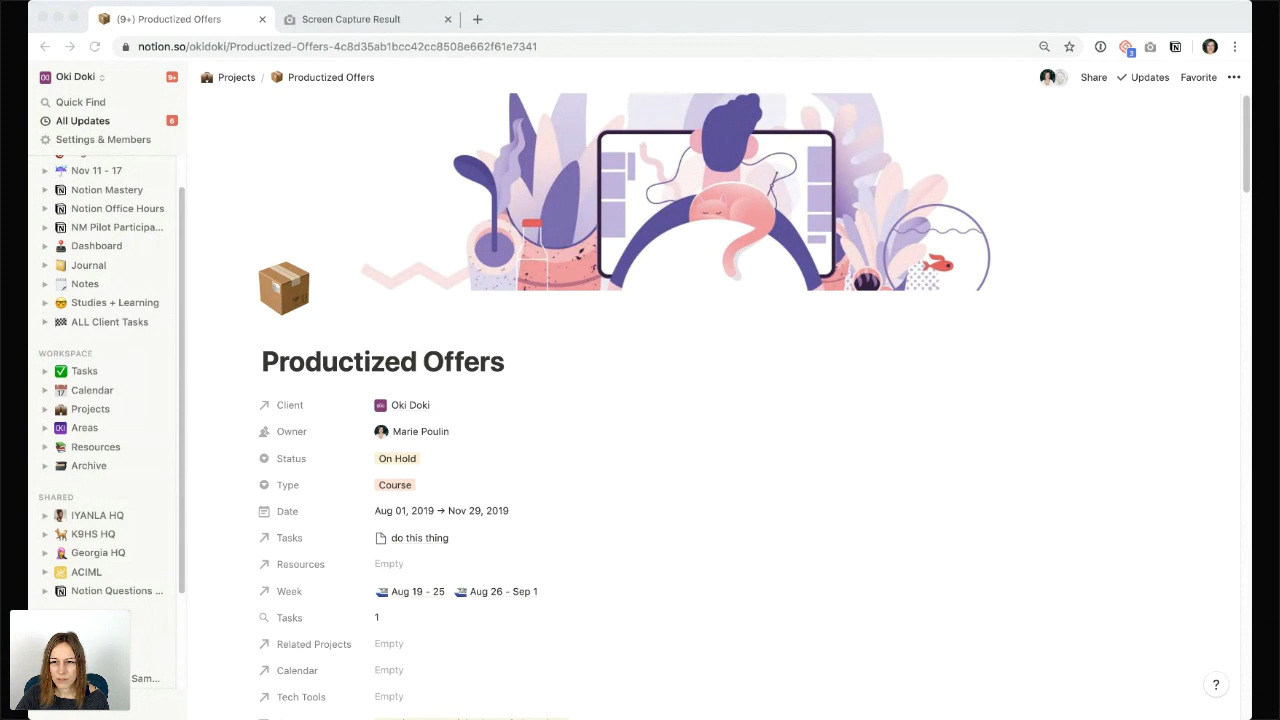 (9+) Productized Offers
Screen Capture Result
notion.so/okidoki/Productized-Offers-4c8d35ab1bcc42cc8508e662f61e7341
3
Oki Doki
9+
Projects / Productized Offers
Share
Updates
Favorite
Quick Find
All Updates
6
Settings & Members
Nov 11 - 17
Notion Mastery
Notion Office Hours
NM Pilot Participa...
Dashboard
Journal
Notes
Studies + Learning
ALL Client Tasks
WORKSPACE
Tasks
Calendar
Projects
Areas
Resources
Archive
SHARED
IYANLA HQ
K9HS HQ
Georgia HQ
ACIML
Notion Questions ...
Sam...
Productized Offers
Client
Oki Doki
Owner
Marie Poulin
Status
On Hold
Type
Course
Date
Aug 01, 2019 → Nov 29, 2019
Tasks
do this thing
Resources
Empty
Week
Aug 19 - 25
Aug 26 - Sep 1
Tasks
1
Related Projects
Empty
Calendar
Empty
Tech Tools
Empty
?